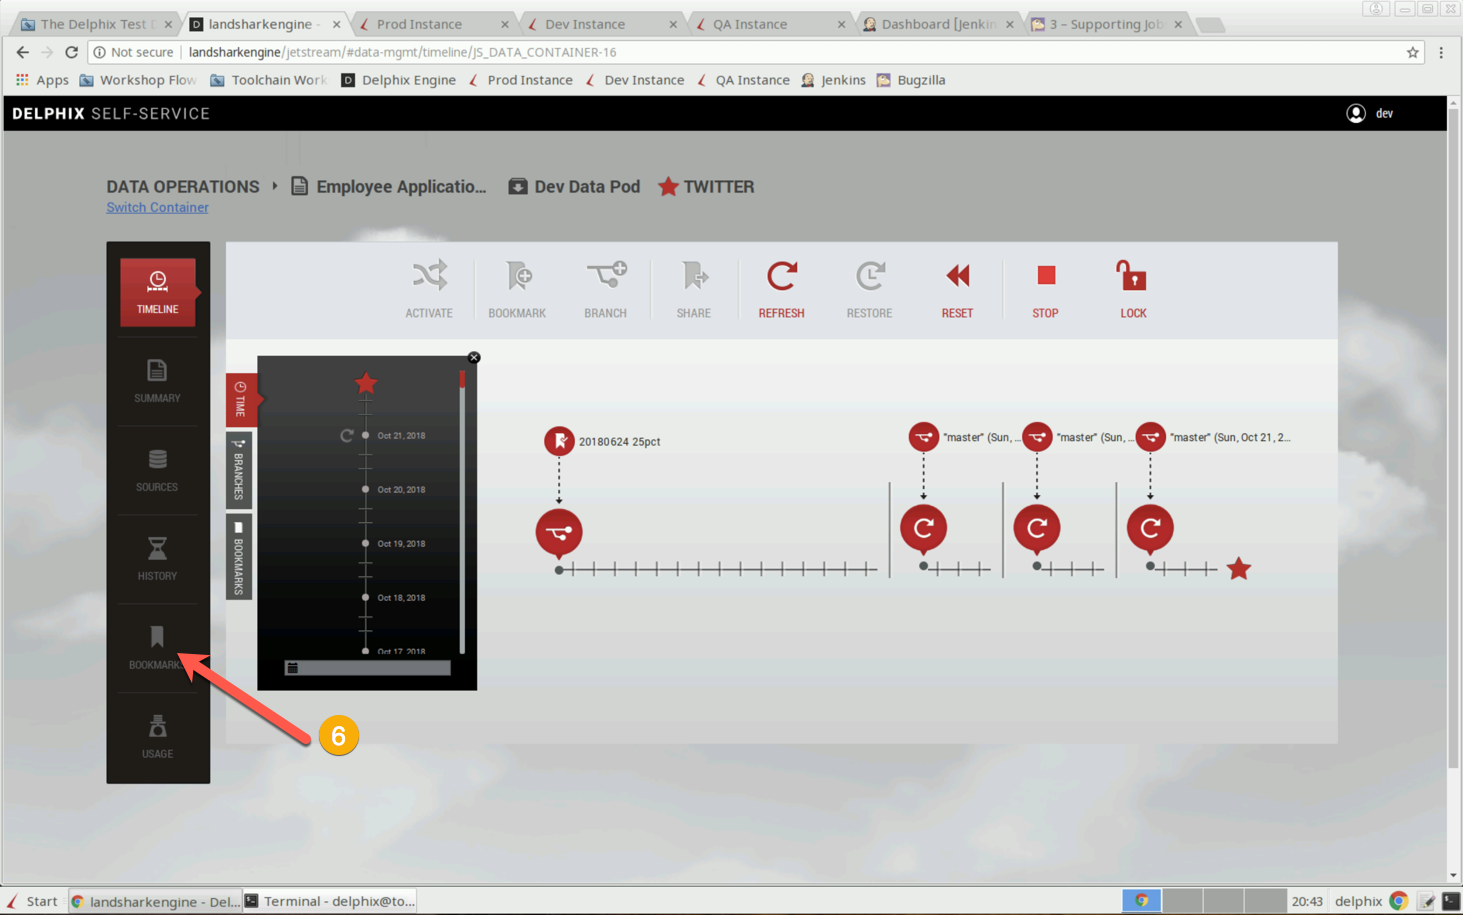 The Delphix Test D
landsharkengine -
Prod Instance
Dev Instance
QA Instance
Dashboard [Jenkin
3 – Supporting Job
Not secure
landsharkengine/jetstream/#data-mgmt/timeline/JS_DATA_CONTAINER-16
Apps
Workshop Flow
Toolchain Work
D
Delphix Engine
Prod Instance
Dev Instance
QA Instance
Jenkins
Bugzilla
DELPHIX SELF-SERVICE
dev
DATA OPERATIONS
Employee Applicatio...
Dev Data Pod
TWITTER
Switch Container
TIMELINE
SUMMARY
SOURCES
HISTORY
BOOKMARK
USAGE
ACTIVATE
BOOKMARK
BRANCH
SHARE
REFRESH
RESTORE
RESET
STOP
LOCK
TIME
BRANCHES
BOOKMARKS
Oct 21, 2018
Oct 20, 2018
Oct 19, 2018
Oct 18, 2018
Oct 17, 2018
20180624 25pct
"master" (Sun, ...
"master" (Sun, ...
"master" (Sun, Oct 21, 2...
6
Start
landsharkengine - Del...
Terminal - delphix@to...
20:43
delphix